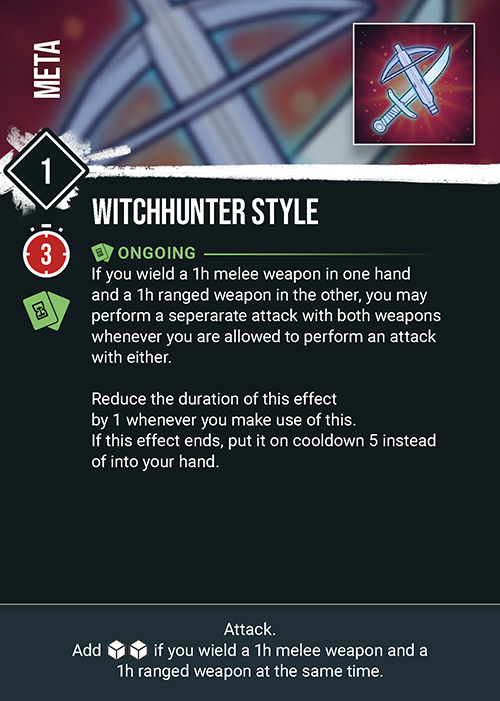 META
1
WITCHHUNTER STYLE
3
ONGOING
If you wield a 1h melee weapon in one hand
and a 1h ranged weapon in the other, you may
perform a seperarate attack with both weapons
whenever you are allowed to perform an attack
with either.
Reduce the duration of this effect
by 1 whenever you make use of this.
If this effect ends, put it on cooldown 5 instead
of into your hand.
Attack.
Add if you wield a 1h melee weapon and a
1h ranged weapon at the same time.